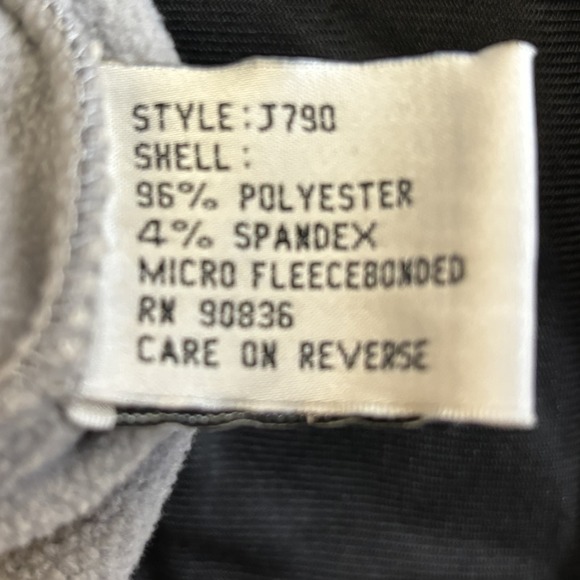 STYLE:J790
SHELL:
96% POLYESTER
4% SPANDEX
MICRO FLEECEBONDED
RN 90836
CARE ON REVERSE